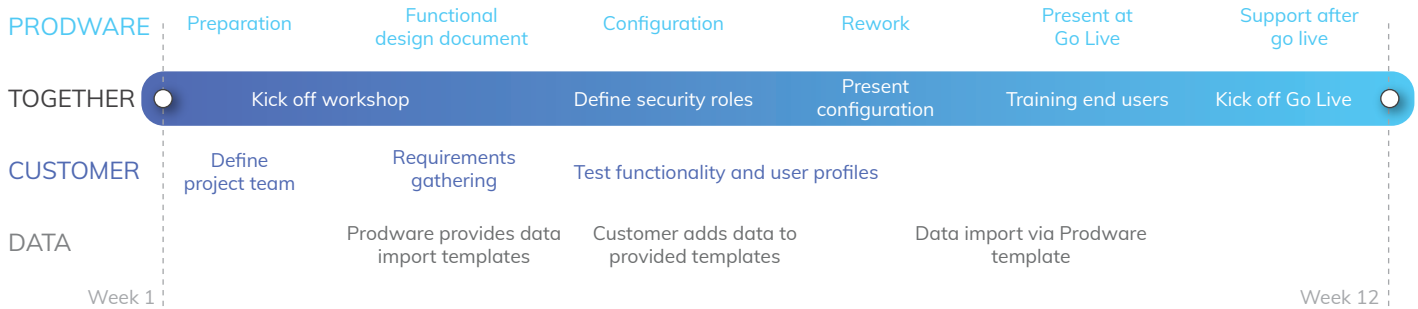 PRODWARE
Preparation
Functional
design document
Configuration
Rework
Present at
Go Live
Support after
go live
TOGETHER
Kick off workshop
Define security roles
Present
configuration
Training end users
Kick off Go Live
CUSTOMER
Define
project team
Requirements
gathering
Test functionality and user profiles
DATA
Prodware provides data
import templates
Customer adds data to
provided templates
Data import via Prodware
template
Week 1
Week 12